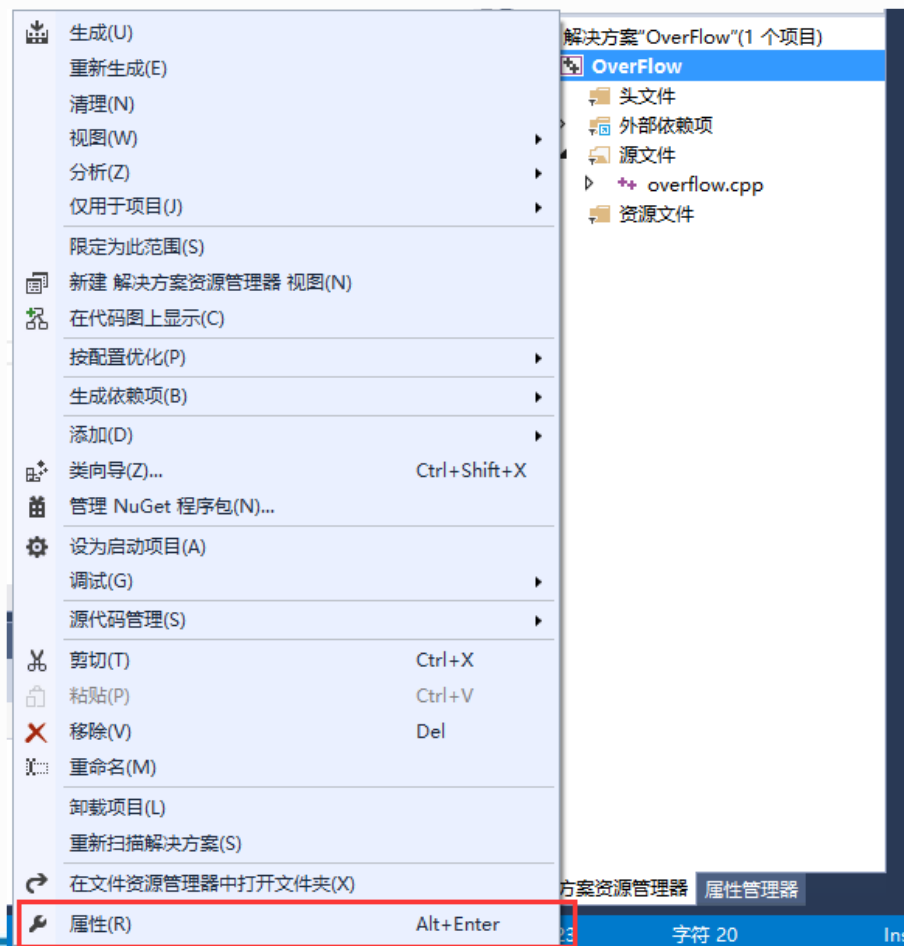 生成(U)
重新生成(E)
清理(N)
视图(W)
分析(Z)
仅用于项目(J)
限定为此范围(S)
新建 解决方案资源管理器 视图(N)
在代码图上显示(C)
按配置优化(P)
生成依赖项(B)
添加(D)
类向导(Z)... Ctrl+Shift+X
管理 NuGet 程序包(N)...
设为启动项目(A)
调试(G)
源代码管理(S)
剪切(T) Ctrl+X
粘贴(P) Ctrl+V
移除(V) Del
重命名(M)
卸载项目(L)
重新扫描解决方案(S)
在文件资源管理器中打开文件夹(X)
属性(R) Alt+Enter
解决方案"OverFlow"(1 个项目)
OverFlow
头文件
外部依赖项
源文件
overflow.cpp
资源文件
方案资源管理器 属性管理器
23 字符 20 Ins